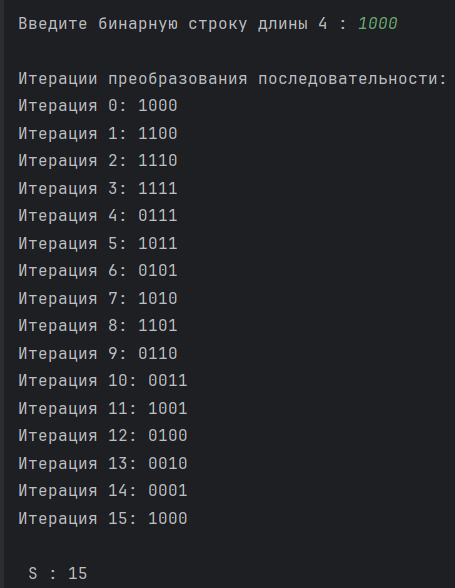 Введите бинарную строку длины 4 : 1000
Итерации преобразования последовательности:
Итерация 0: 1000
Итерация 1: 1100
Итерация 2: 1110
Итерация 3: 1111
Итерация 4: 0111
Итерация 5: 1011
Итерация 6: 0101
Итерация 7: 1010
Итерация 8: 1101
Итерация 9: 0110
Итерация 10: 0011
Итерация 11: 1001
Итерация 12: 0100
Итерация 13: 0010
Итерация 14: 0001
Итерация 15: 1000
S : 15